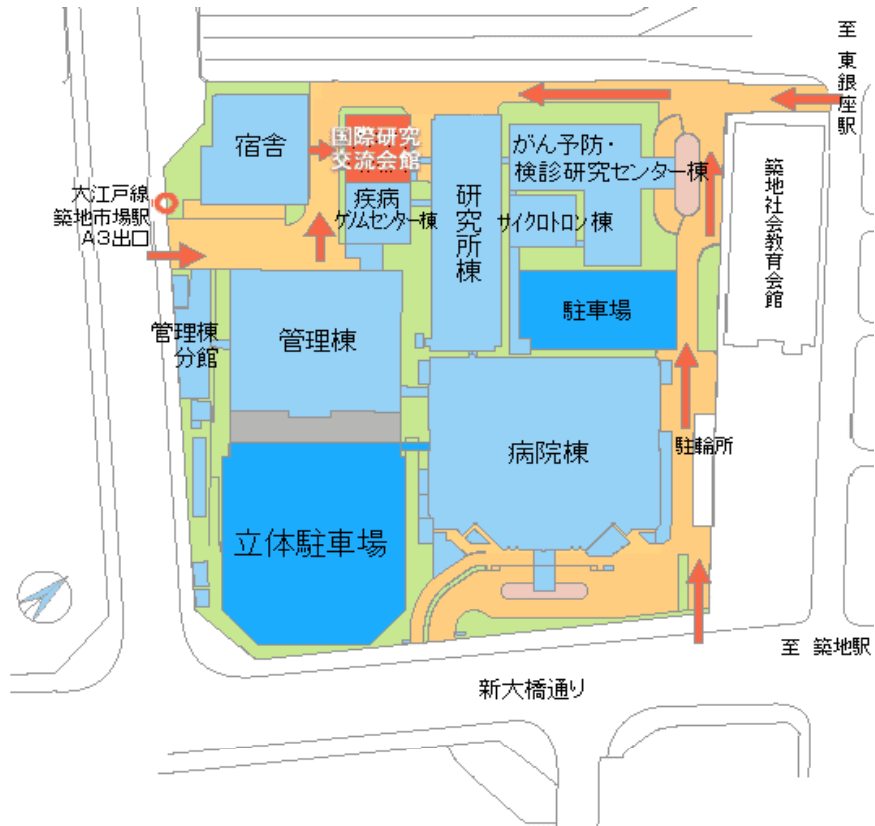 至
東銀座駅
宿舎
国際研究
交流会館
がん予防・
検診研究センター棟
疾病
ゲノムセンター棟
研究所棟
サイクロトロン棟
築地社会教育会館
大江戸線
築地市場駅
A3出口
駐車場
管理棟
分館
管理棟
駐輪所
病院棟
立体駐車場
至 築地駅
新大橋通り